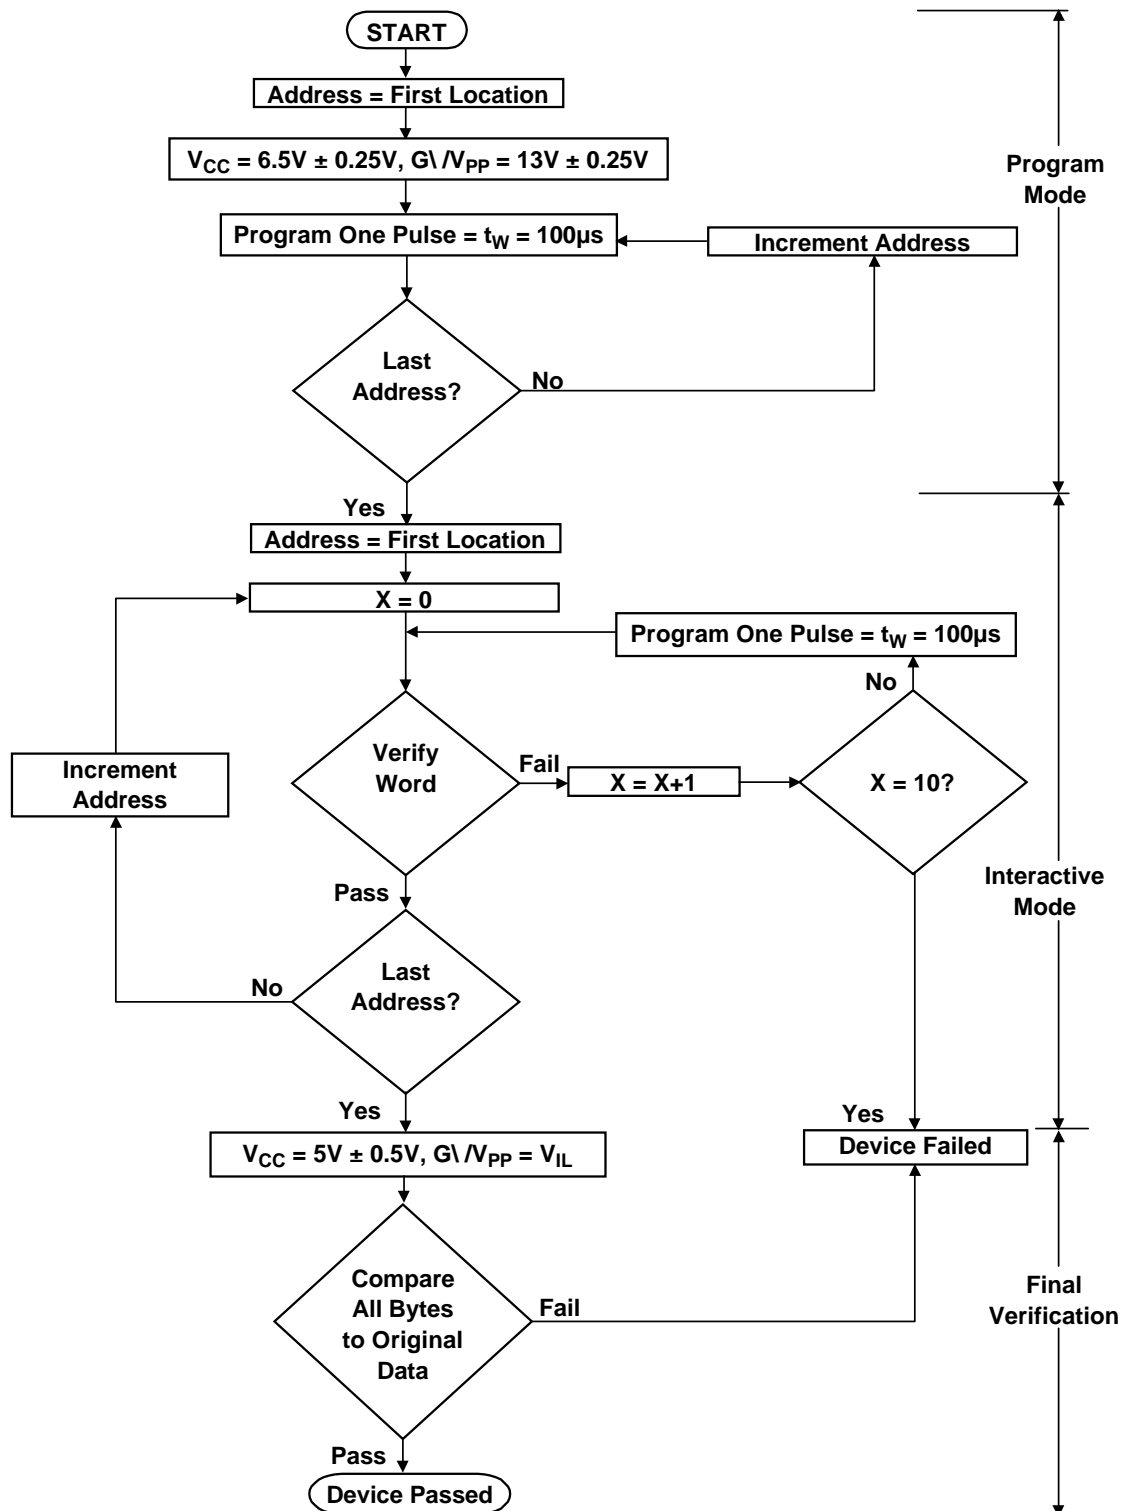 START
Address = First Location
VCC = 6.5V ± 0.25V, G\ /VPP = 13V ± 0.25V
Program
Mode
Program One Pulse = tW = 100µs
Increment Address
Last
Address?
No
Yes
Address = First Location
X = 0
Program One Pulse = tW = 100µs
No
Increment
Address
Verify
Word
Fail
X = X+1
X = 10?
Pass
Interactive
Mode
Last
Address?
No
Yes
Yes
VCC = 5V ± 0.5V, G\ /VPP = VIL
Device Failed
Compare
All Bytes
to Original
Data
Fail
Final
Verification
Pass
Device Passed